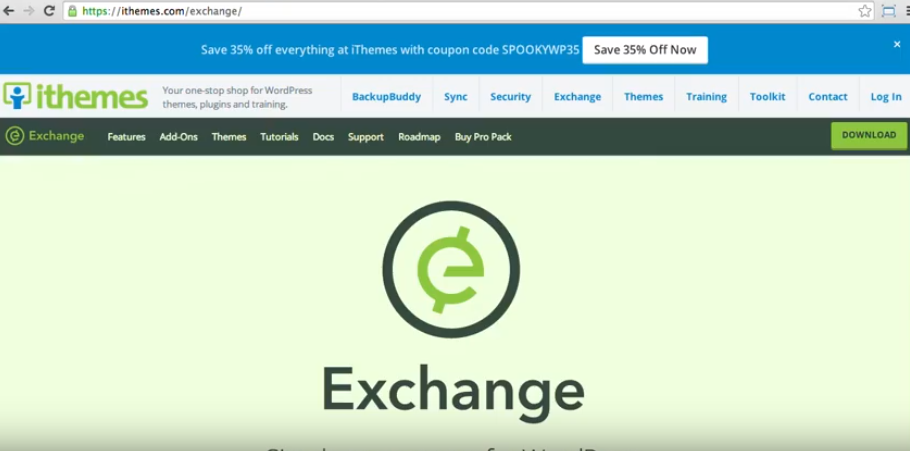 https://ithemes.com/exchange/
Save 35% off everything at iThemes with coupon code SPOOKYWP35 Save 35% Off Now ×
ithemes
Your one-stop shop for WordPress
themes, plugins and training.
BackupBuddy Sync Security Exchange Themes Training Toolkit Contact Log In
Exchange Features Add-Ons Themes Tutorials Docs Support Roadmap Buy Pro Pack DOWNLOAD
Exchange